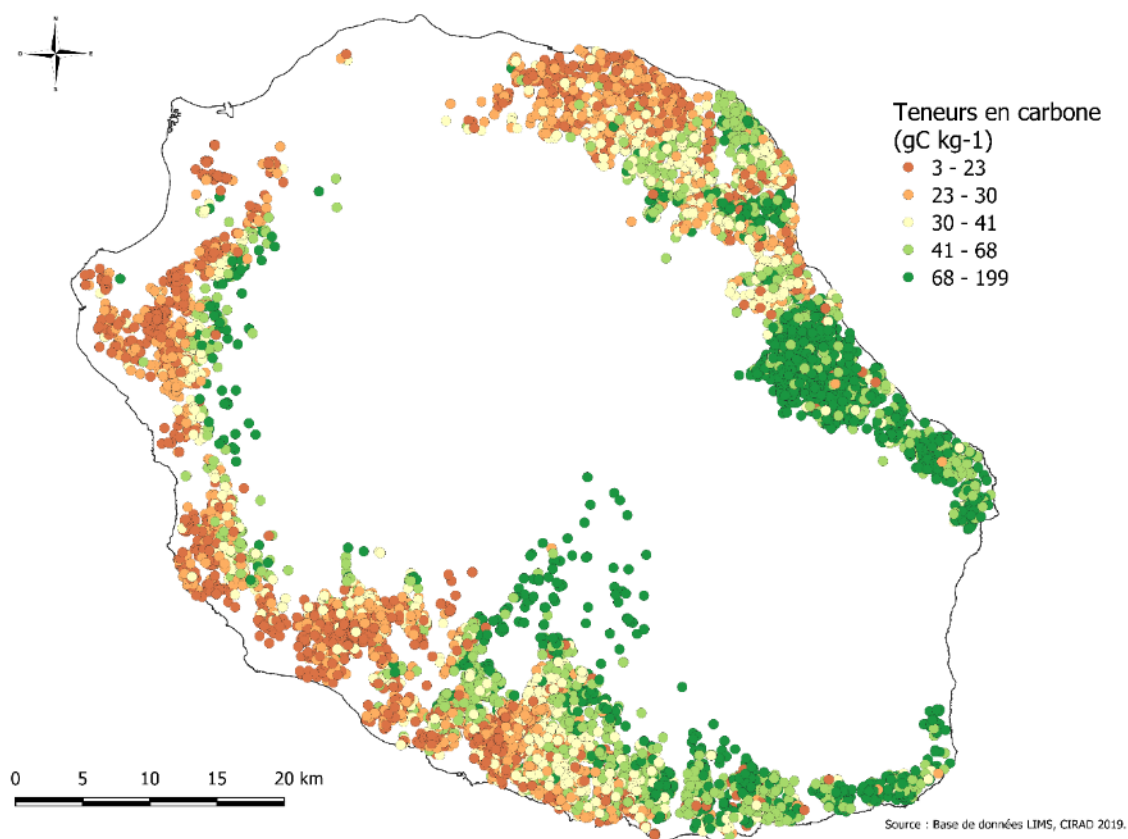 N
O
E
S
Teneurs en carbone
(gC kg-1)
3 - 23
23 - 30
30 - 41
41 - 68
68 - 199
0 5 10 15 20 km
Source : Base de données LIMS, CIRAD 2019.